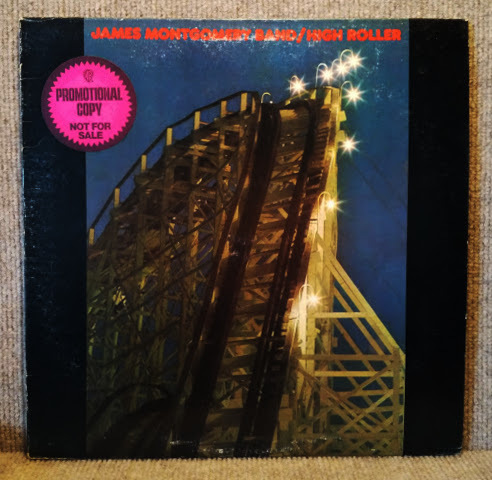 JAMES MONTGOMERY BAND/HIGH ROLLER
PROMOTIONAL
COPY
NOT FOR
SALE